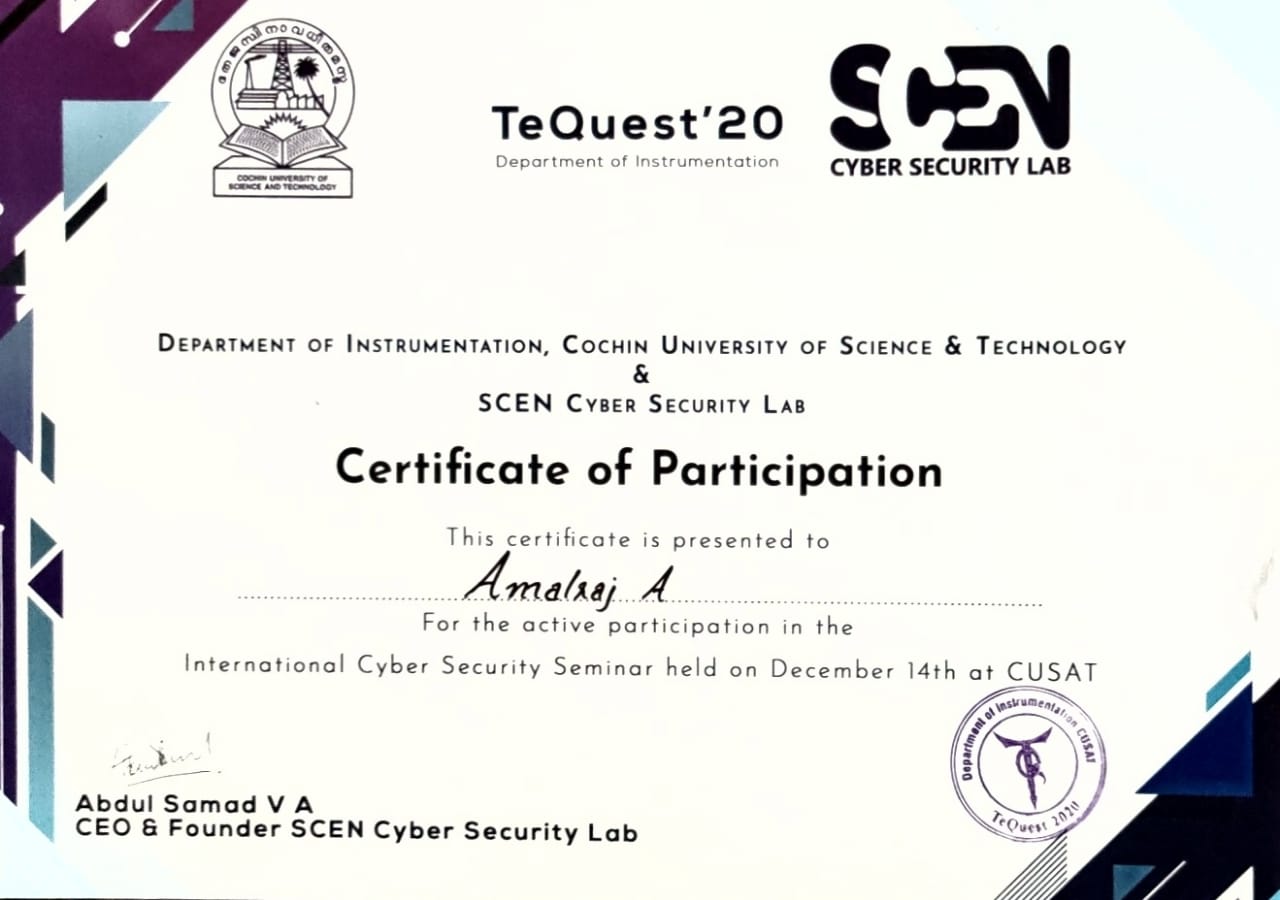 തേജസ്വിനാവധീതമസ്തു
COCHIN UNIVERSITY OF
SCIENCE AND TECHNOLOGY
TeQuest'20
Department of Instrumentation
SCEN
CYBER SECURITY LAB
Department of Instrumentation, Cochin University of Science & Technology
&
SCEN Cyber Security Lab
Certificate of Participation
This certificate is presented to
Amalraj A
For the active participation in the
International Cyber Security Seminar held on December 14th at CUSAT
Department of Instrumentation CUSAT
TeQuest 2020
Abdul Samad V A
CEO & Founder SCEN Cyber Security Lab